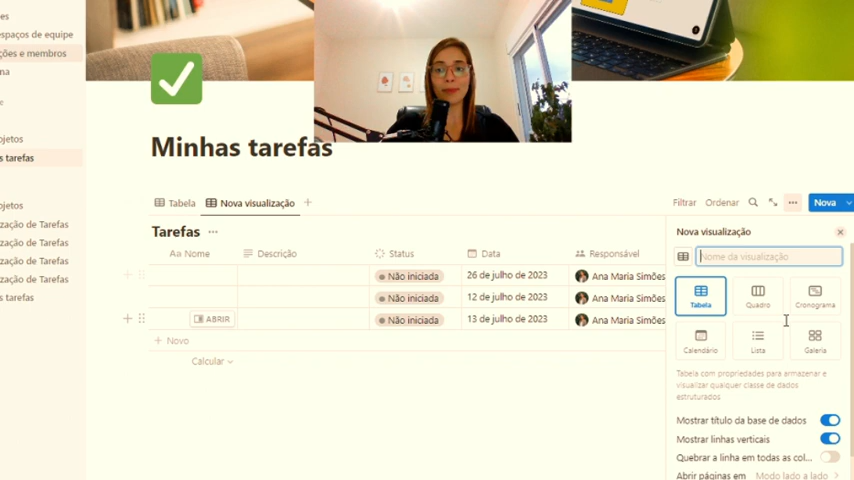 es
espaços de equipe
ções e membros
na
e
ojetos
s tarefas
ojetos
zação de Tarefas
zação de Tarefas
zação de Tarefas
zação de Tarefas
s tarefas
Minhas tarefas
Tabela
Nova visualização
Filtrar
Ordenar
Nova
Tarefas
Aa Nome
Descrição
Status
Data
Responsável
Não iniciada
26 de julho de 2023
Ana Maria Simões
Não iniciada
12 de julho de 2023
Ana Maria Simões
ABRIR
Não iniciada
13 de julho de 2023
Ana Maria Simões
+ Novo
Calcular
Nova visualização
Nome da visualização
Tabela
Quadro
Cronograma
Calendário
Lista
Galeria
Tabela com propriedades para armazenar e
visualizar qualquer classe de dados
estruturados
Mostrar título da base de dados
Mostrar linhas verticais
Quebrar a linha em todas as col...
Abrir páginas em
Modo lado a lado